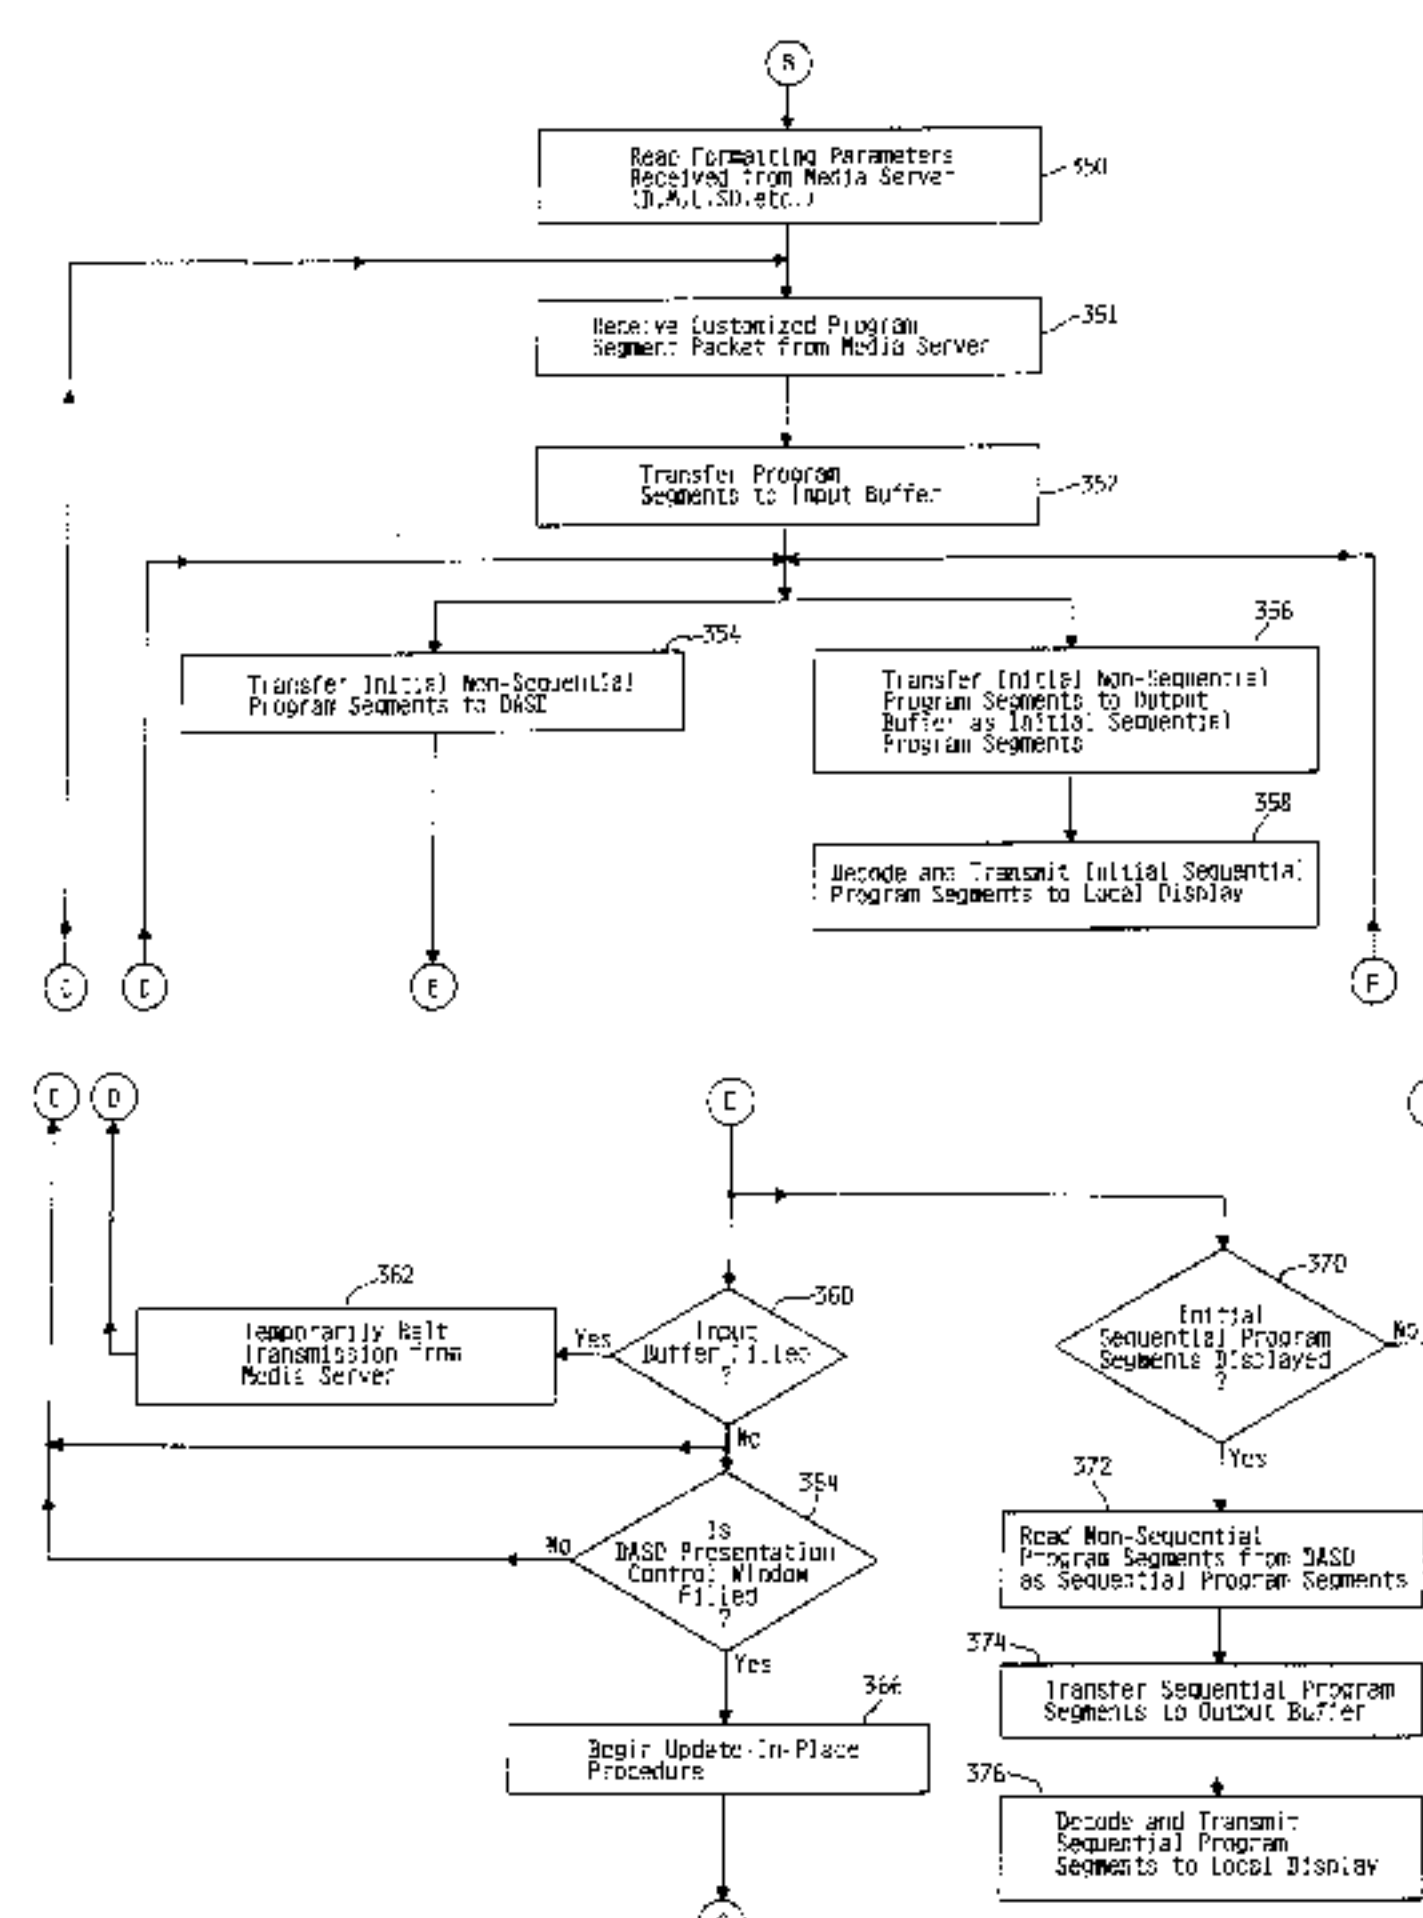 Read Formatting Parameters
Received from Media Server
350
Receive Customized Program
Segment Packet from Media Server
351
Transfer Program
Segments to Input Buffer
352
354
Transfer Initial Non-Sequential
Program Segments to DASD
356
Transfer Initial Non-Sequential
Program Segments to Output
Buffer as Initial Sequential
Program Segments
358
Decode and Transmit Initial Sequential
Program Segments to Local Display
D
E
362
Temporarily Halt
Transmission from
Media Server
Yes
360
Input
Buffer Filled
?
No
370
Initial
Sequential Program
Segments Displayed
?
No
Yes
364
Is
DASD Presentation
Control Window
Filled
?
No
Yes
366
Begin Update-In-Place
Procedure
372
Read Non-Sequential
Program Segments from DASD
as Sequential Program Segments
374
Transfer Sequential Program
Segments to Output Buffer
376
Decode and Transmit
Sequential Program
Segments to Local Display